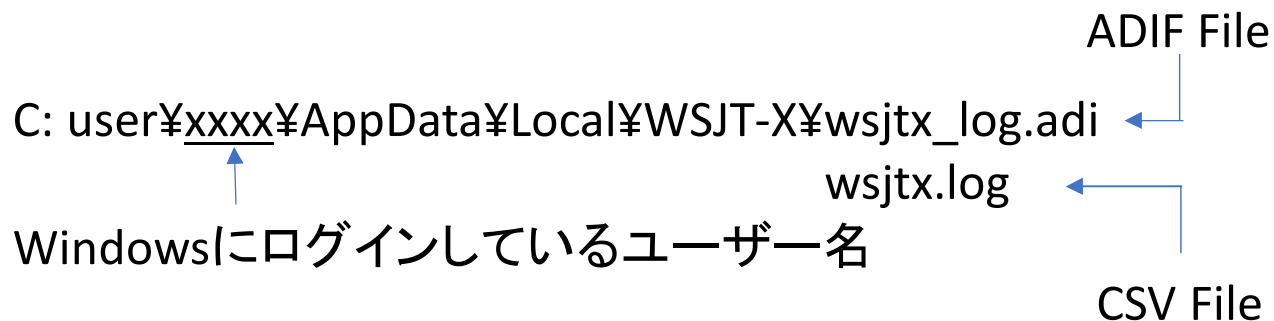 ADIF File
C: user¥xxxx¥AppData¥Local¥WSJT-X¥wsjtx_log.adi
wsjtx.log
Windowsにログインしているユーザー名
CSV File